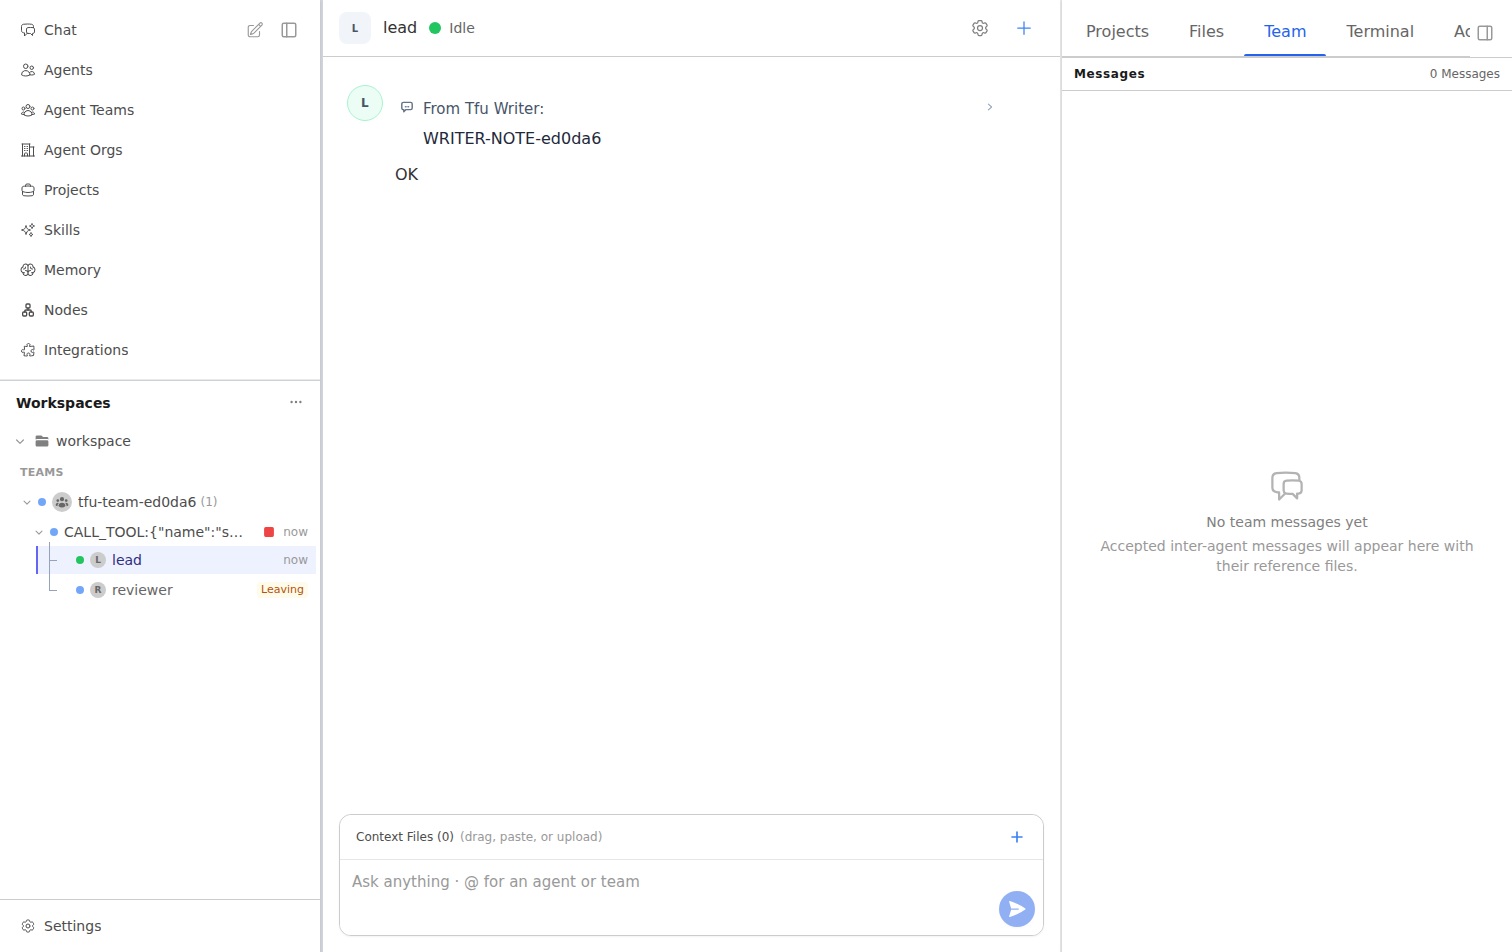 Chat
Agents
Agent Teams
Agent Orgs
Projects
Skills
Memory
Nodes
Integrations
Workspaces
workspace
TEAMS
tfu-team-ed0da6 (1)
CALL_TOOL:{"name":"s... now
L lead now
R reviewer Leaving
Settings
L lead Idle
L
From Tfu Writer:
WRITER-NOTE-ed0da6
OK
Context Files (0) (drag, paste, or upload)
Ask anything · @ for an agent or team
Projects Files Team Terminal
Messages 0 Messages
No team messages yet
Accepted inter-agent messages will appear here with
their reference files.